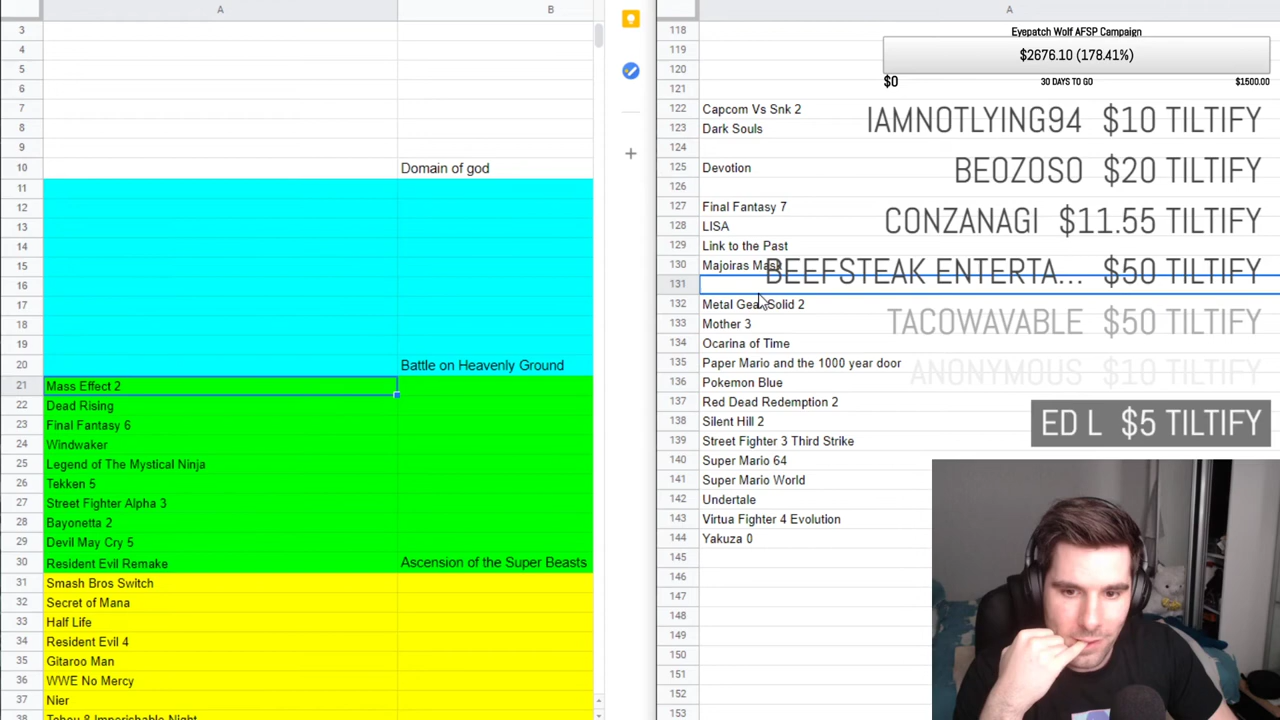 A
B
3
4
5
6
7
8
9
10 Domain of god
11
12
13
14
15
16
17
18
19
20 Battle on Heavenly Ground
21 Mass Effect 2
22 Dead Rising
23 Final Fantasy 6
24 Windwaker
25 Legend of The Mystical Ninja
26 Tekken 5
27 Street Fighter Alpha 3
28 Bayonetta 2
29 Devil May Cry 5
30 Resident Evil Remake Ascension of the Super Beasts
31 Smash Bros Switch
32 Secret of Mana
33 Half Life
34 Resident Evil 4
35 Gitaroo Man
36 WWE No Mercy
37 Nier
38 Tohou 8 Imperishable Night
A
118
119
120
121
122 Capcom Vs Snk 2
123 Dark Souls
124
125 Devotion
126
127 Final Fantasy 7
128 LISA
129 Link to the Past
130 Majoiras Mask
131
132 Metal Gear Solid 2
133 Mother 3
134 Ocarina of Time
135 Paper Mario and the 1000 year door
136 Pokemon Blue
137 Red Dead Redemption 2
138 Silent Hill 2
139 Street Fighter 3 Third Strike
140 Super Mario 64
141 Super Mario World
142 Undertale
143 Virtua Fighter 4 Evolution
144 Yakuza 0
145
146
147
148
149
150
151
152
153
Eyepatch Wolf AFSP Campaign
$2676.10 (178.41%)
$0 30 DAYS TO GO $1500.00
IAMNOTLYING94 $10 TILTIFY
BEOZOSO $20 TILTIFY
CONZANAGI $11.55 TILTIFY
BEEFSTEAK ENTERTA... $50 TILTIFY
TACOWAVABLE $50 TILTIFY
ANONYMOUS $10 TILTIFY
ED L $5 TILTIFY